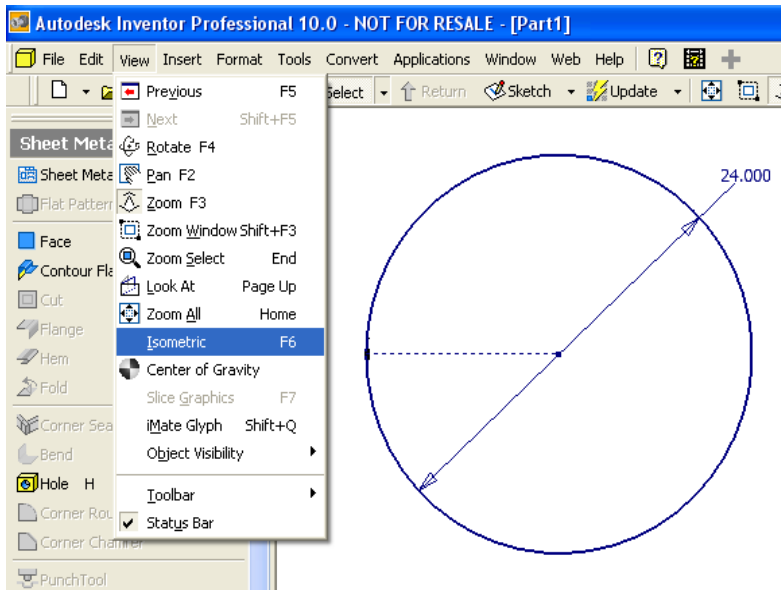 Autodesk Inventor Professional 10.0 - NOT FOR RESALE - [Part1]
File Edit View Insert Format Tools Convert Applications Window Web Help
Select Return Sketch Update
Previous F5
Next Shift+F5
Rotate F4
Pan F2
Zoom F3
Zoom Window Shift+F3
Zoom Select End
Look At Page Up
Zoom All Home
Isometric F6
Center of Gravity
Slice Graphics F7
iMate Glyph Shift+Q
Object Visibility
Toolbar
Status Bar
Sheet Meta
Sheet Meta
Flat Pattern
Face
Contour Fla
Cut
Flange
Hem
Fold
Corner Sea
Bend
Hole H
Corner Rou
Corner Chamfer
PunchTool
24.000